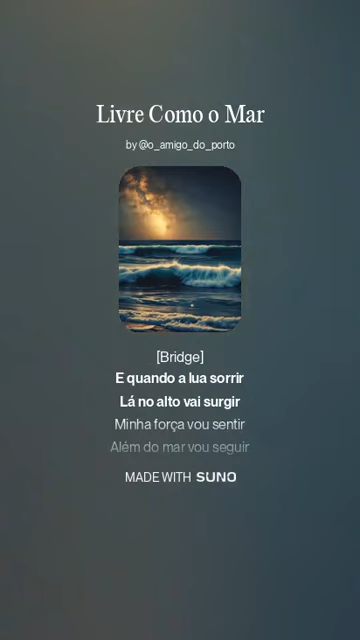 Livre Como o Mar
by @o_amigo_do_porto
[Bridge]
E quando a lua sorrir
Lá no alto vai surgir
Minha força vou sentir
Além do mar vou seguir
MADE WITH SUNO